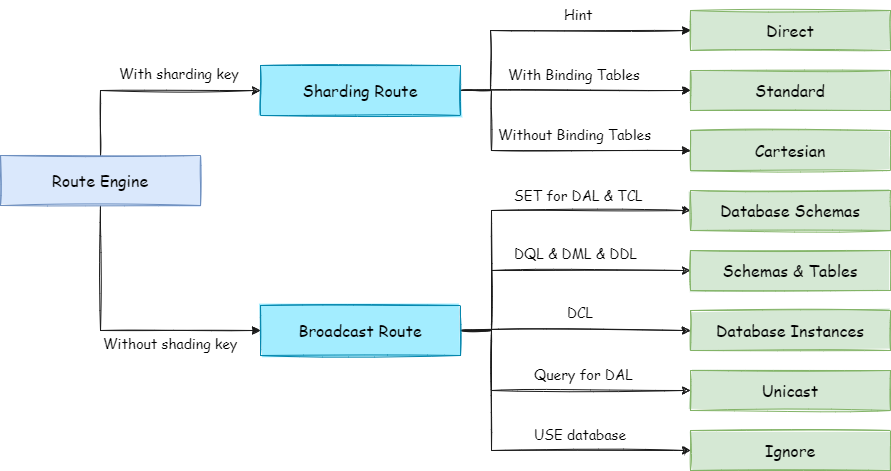 Hint
Direct
With sharding key
With Binding Tables
Sharding Route
Standard
Without Binding Tables
Cartesian
Route Engine
SET for DAL & TCL
Database Schemas
DQL & DML & DDL
Schemas & Tables
DCL
Broadcast Route
Database Instances
Without shading key
Query for DAL
Unicast
USE database
Ignore